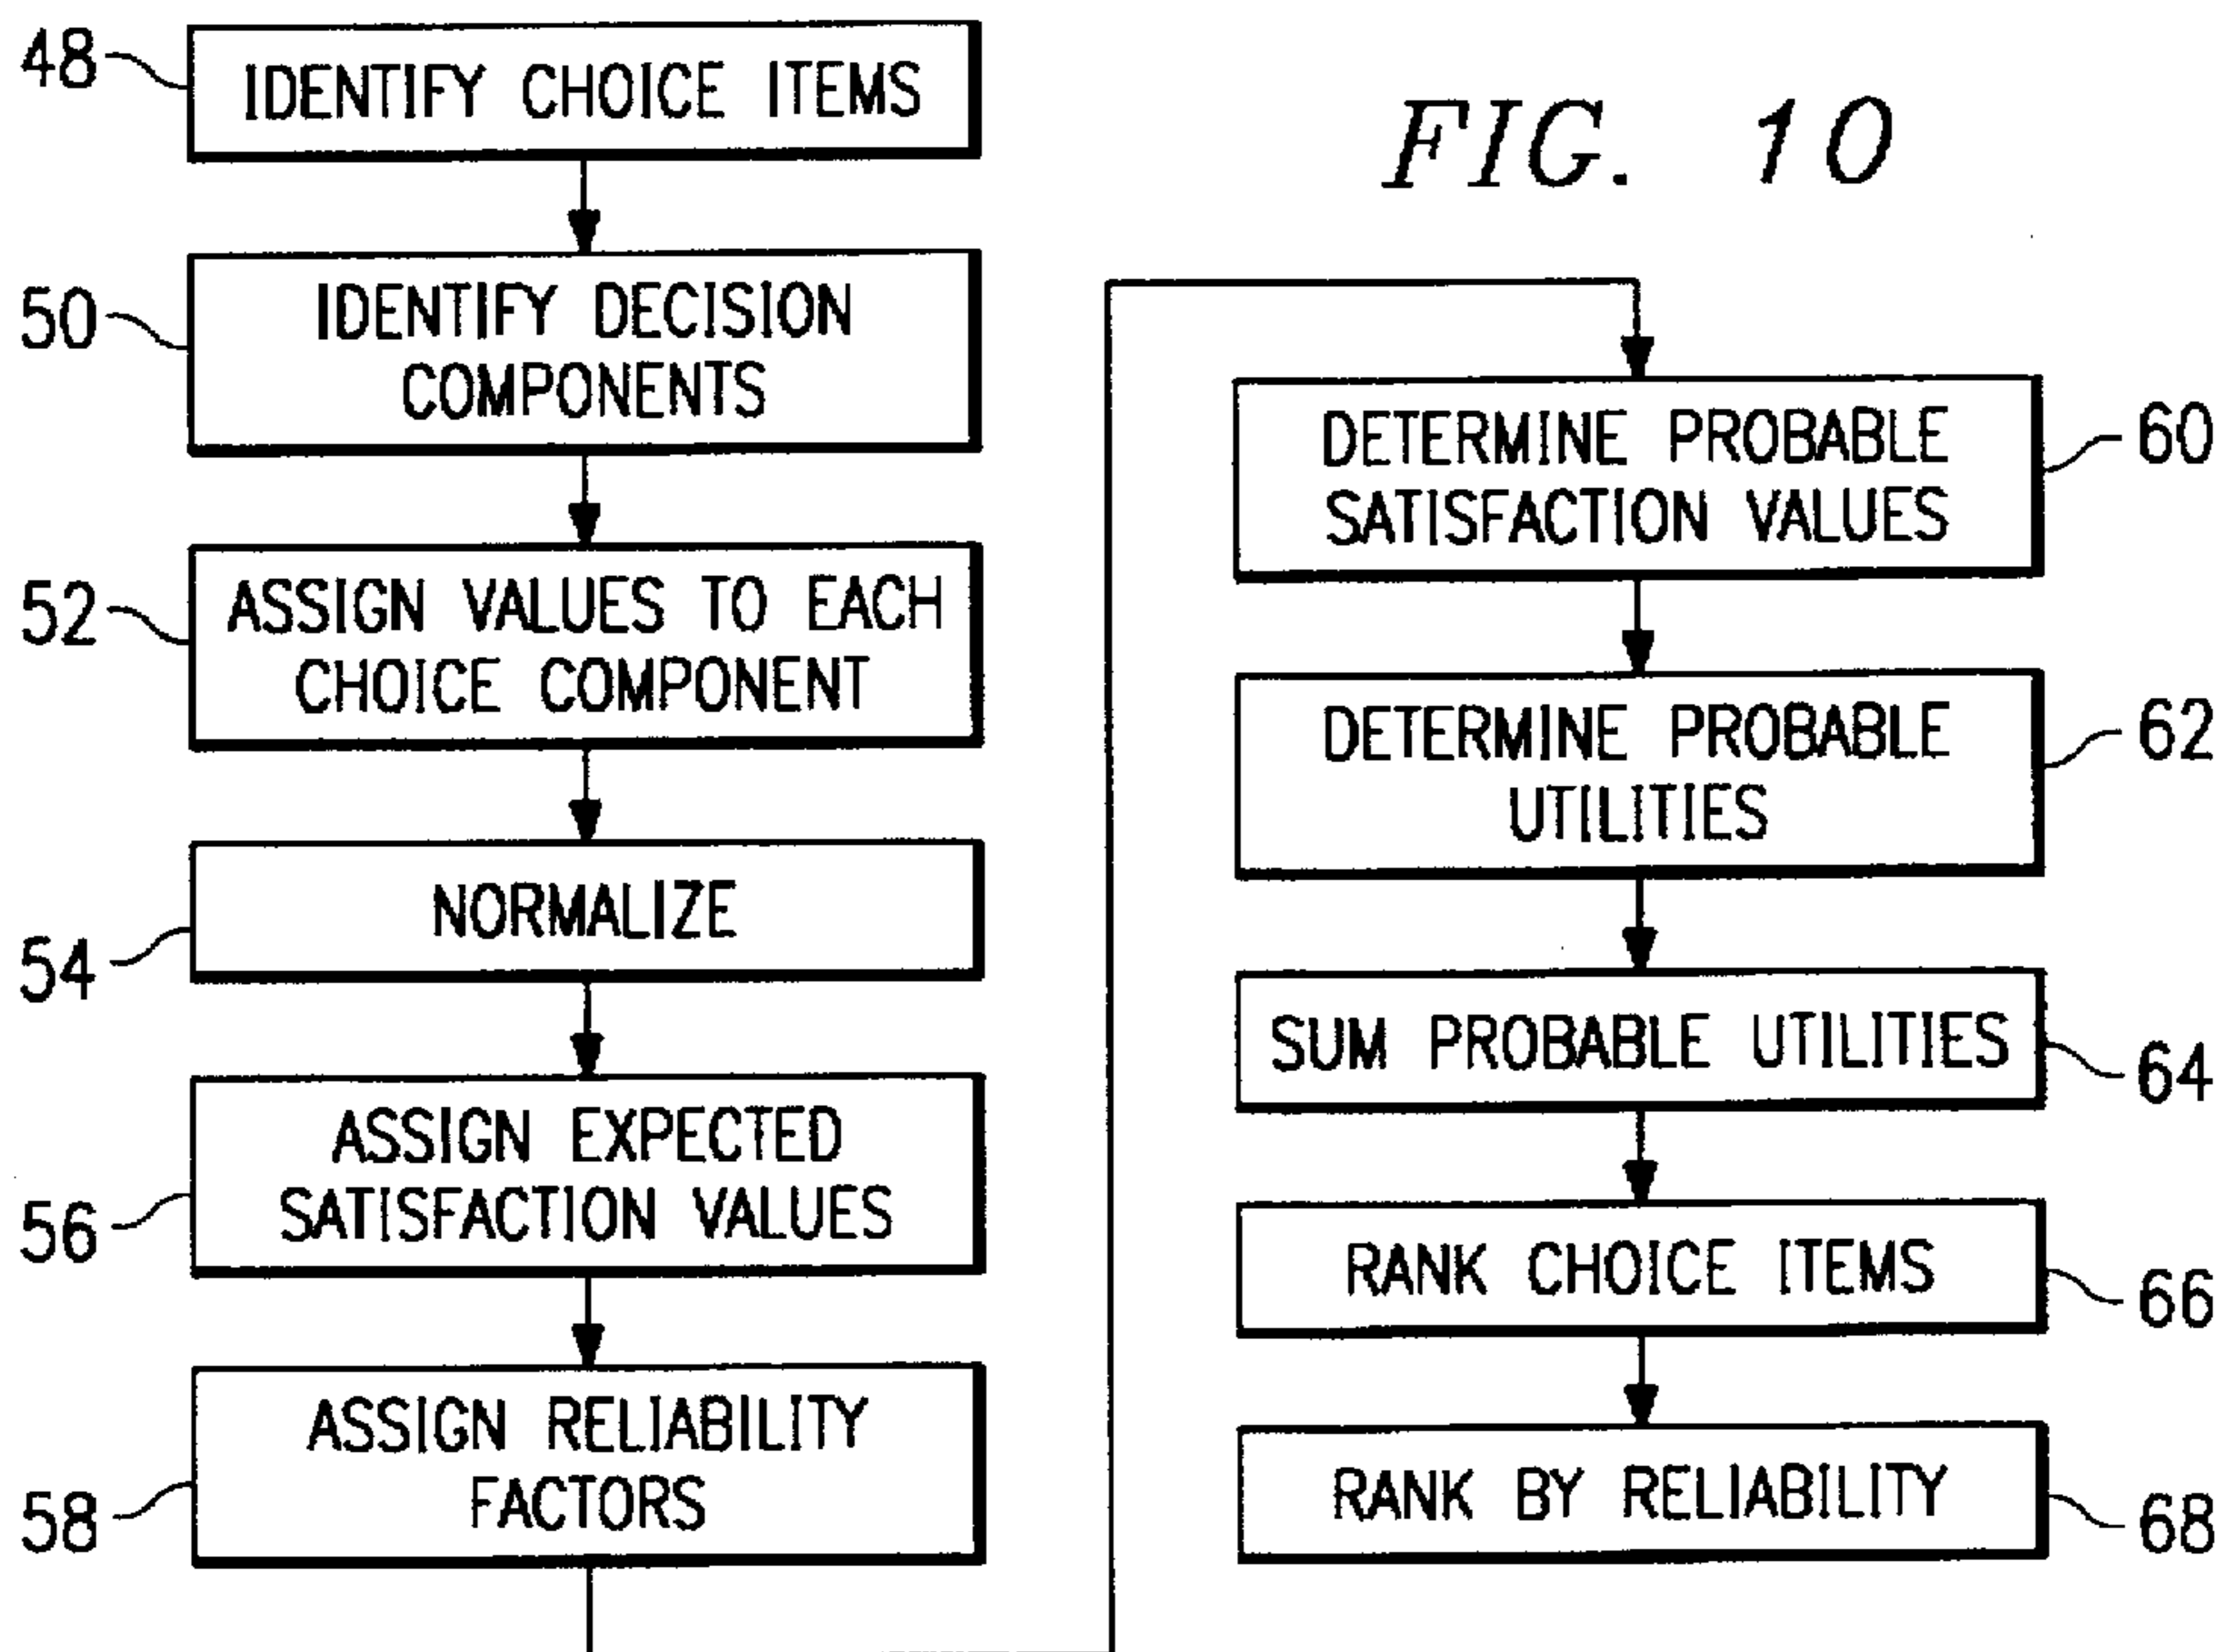 FIG. 10
48
IDENTIFY CHOICE ITEMS
50
IDENTIFY DECISION
COMPONENTS
52
ASSIGN VALUES TO EACH
CHOICE COMPONENT
54
NORMALIZE
56
ASSIGN EXPECTED
SATISFACTION VALUES
58
ASSIGN RELIABILITY
FACTORS
DETERMINE PROBABLE
SATISFACTION VALUES
60
DETERMINE PROBABLE
UTILITIES
62
SUM PROBABLE UTILITIES
64
RANK CHOICE ITEMS
66
RANK BY RELIABILITY
68